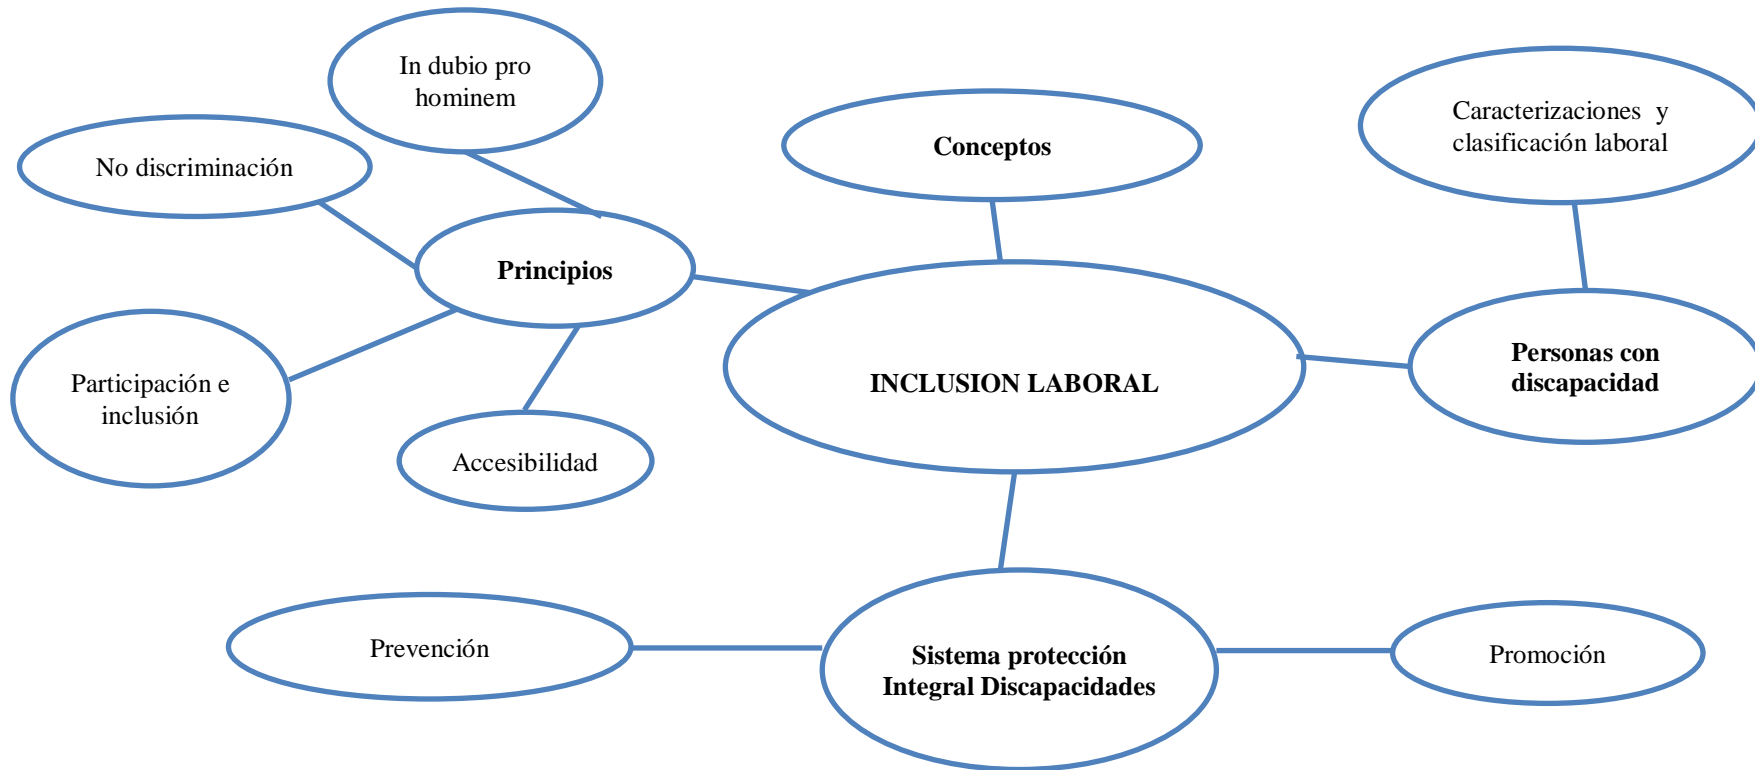 In dubio pro
hominem
No discriminación
Conceptos
Caracterizaciones y
clasificación laboral
Principios
INCLUSION LABORAL
Personas con
discapacidad
Participación e
inclusión
Accesibilidad
Prevención
Sistema protección
Integral Discapacidades
Promoción